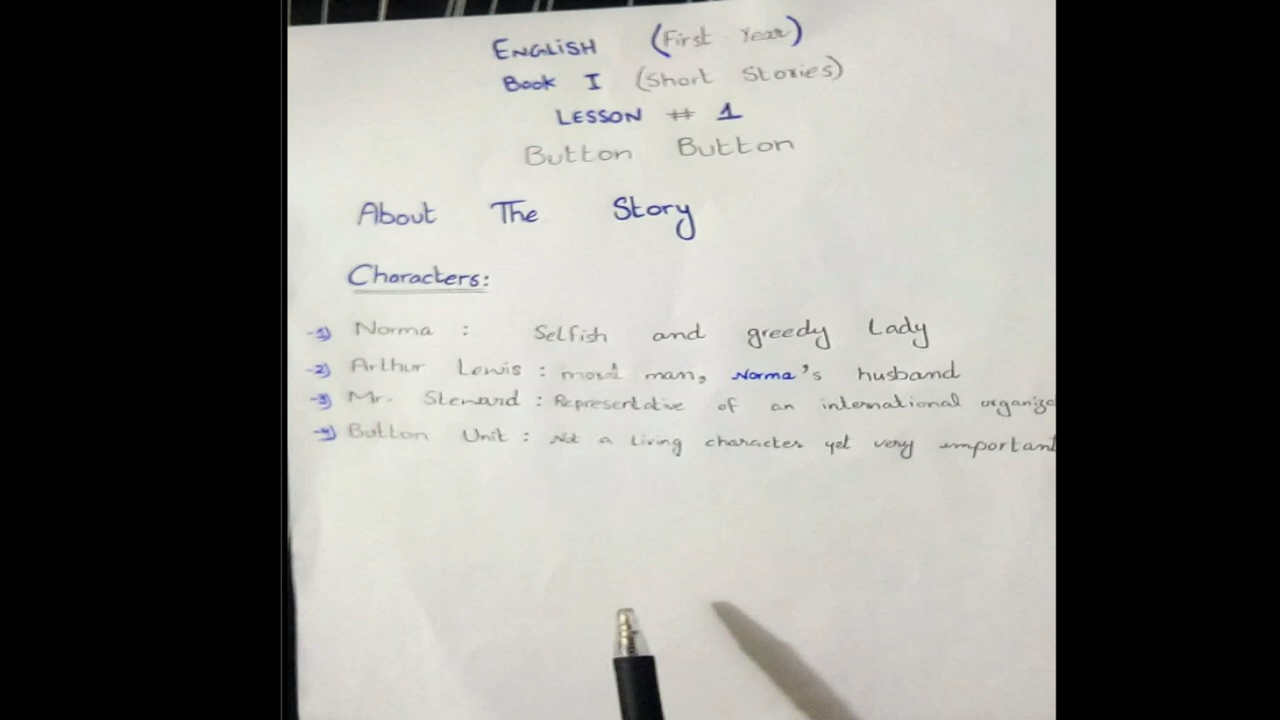 ENGLISH (First Year)
Book I (Short Stories)
LESSON # 1
Button Button
About The Story
Characters:
1) Norma : Selfish and greedy Lady
2) Arthur Lewis : moral man, Norma's husband
3) Mr. Steward : Representative of an international organiza
4) Button Unit : Not a living character yet very important